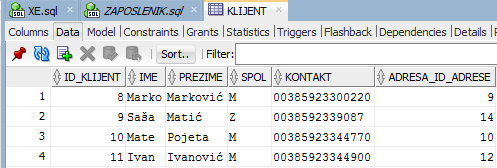 XE.sql ZAPOSLENIK.sql KLIJENT
Columns Data Model Constraints Grants Statistics Triggers Flashback Dependencies Details
Sort.. Filter:
ID_KLIJENT IME PREZIME SPOL KONTAKT ADRESA_ID_ADRESE
1 8 Marko Marković M 00385923300220 9
2 9 Saša Matić Z 003859233​9087 14
3 10 Mate Pojeta M 00385923344770 10
4 11 Ivan Ivanović M 00385923344900 12